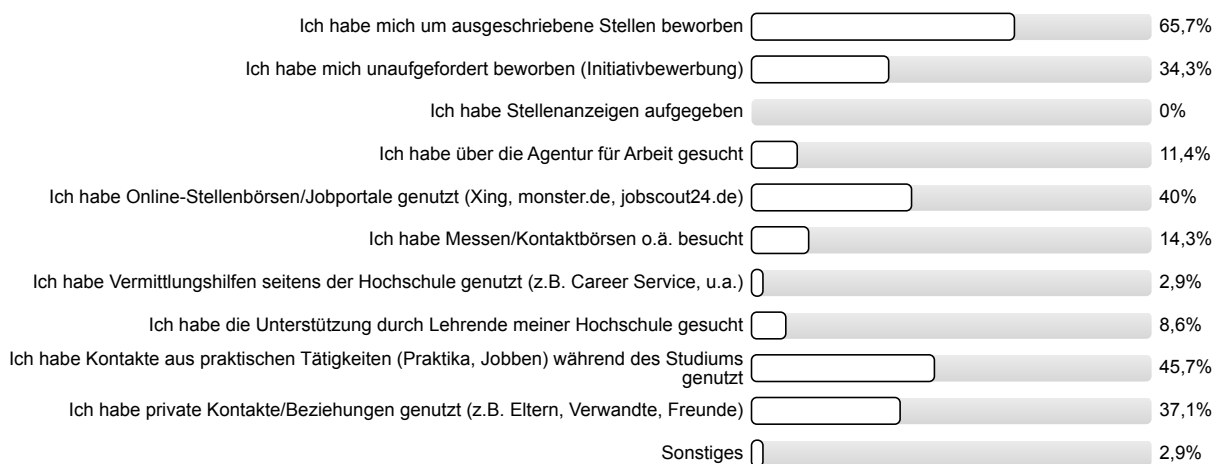 Ich habe mich um ausgeschriebene Stellen beworben 65,7%
Ich habe mich unaufgefordert beworben (Initiativbewerbung) 34,3%
Ich habe Stellenanzeigen aufgegeben 0%
Ich habe über die Agentur für Arbeit gesucht 11,4%
Ich habe Online-Stellenbörsen/Jobportale genutzt (Xing, monster.de, jobscout24.de) 40%
Ich habe Messen/Kontaktbörsen o.ä. besucht 14,3%
Ich habe Vermittlungshilfen seitens der Hochschule genutzt (z.B. Career Service, u.a.) 2,9%
Ich habe die Unterstützung durch Lehrende meiner Hochschule gesucht 8,6%
Ich habe Kontakte aus praktischen Tätigkeiten (Praktika, Jobben) während des Studiums
genutzt 45,7%
Ich habe private Kontakte/Beziehungen genutzt (z.B. Eltern, Verwandte, Freunde) 37,1%
Sonstiges 2,9%